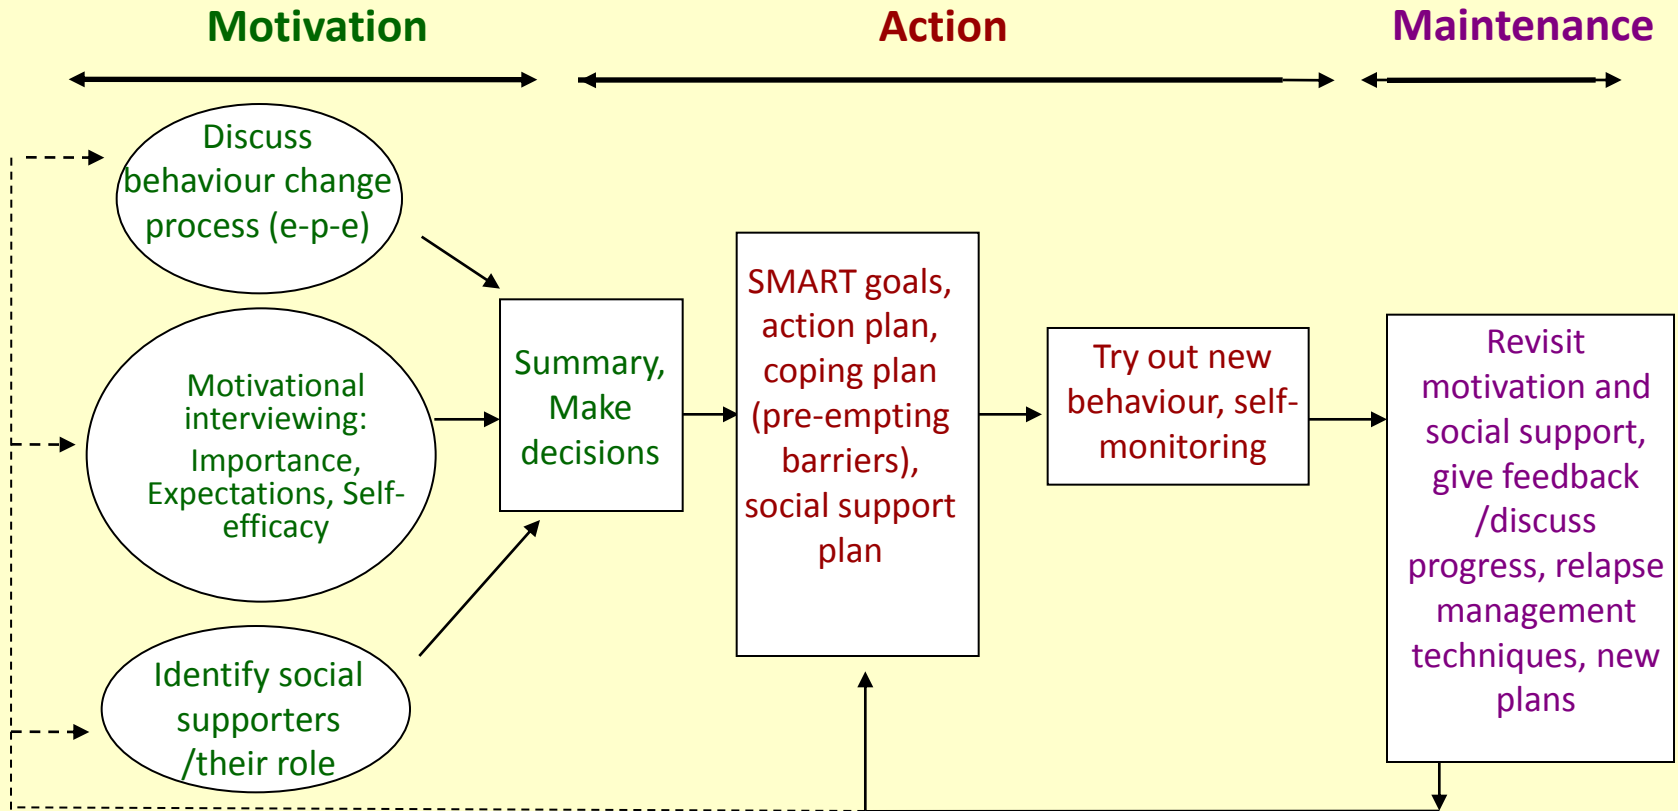 Motivation
Action
Maintenance
Discuss
behaviour change
process (e-p-e)
Motivational
interviewing:
Importance,
Expectations, Self-
efficacy
Identify social
supporters
/their role
Summary,
Make
decisions
SMART goals,
action plan,
coping plan
(pre-empting
barriers),
social support
plan
Try out new
behaviour, self-
monitoring
Revisit
motivation and
social support,
give feedback
/discuss
progress, relapse
management
techniques, new
plans